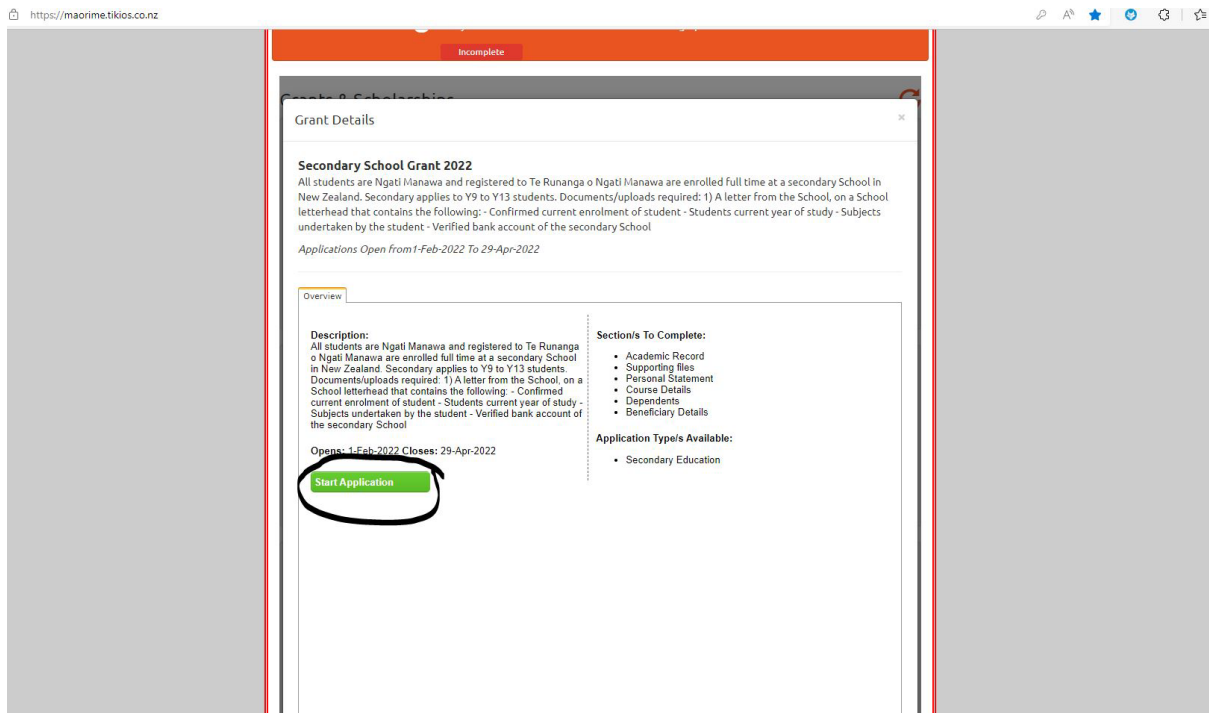 https://maorime.tikios.co.nz
Incomplete
Grants & Scholarships
Grant Details
×
Secondary School Grant 2022
All students are Ngati Manawa and registered to Te Runanga o Ngati Manawa are enrolled full time at a secondary School in
New Zealand. Secondary applies to Y9 to Y13 students. Documents/uploads required: 1) A letter from the School, on a School
letterhead that contains the following: - Confirmed current enrolment of student - Students current year of study - Subjects
undertaken by the student - Verified bank account of the secondary School
Applications Open from1-Feb-2022 To 29-Apr-2022
Overview
Description:
All students are Ngati Manawa and registered to Te Runanga
o Ngati Manawa are enrolled full time at a secondary School
in New Zealand. Secondary applies to Y9 to Y13 students.
Documents/uploads required: 1) A letter from the School, on a
School letterhead that contains the following: - Confirmed
current enrolment of student - Students current year of study -
Subjects undertaken by the student - Verified bank account of
the secondary School
Opens: 1-Feb-2022 Closes: 29-Apr-2022
Start Application
Section/s To Complete:
• Academic Record
• Supporting files
• Personal Statement
• Course Details
• Dependents
• Beneficiary Details
Application Type/s Available:
• Secondary Education